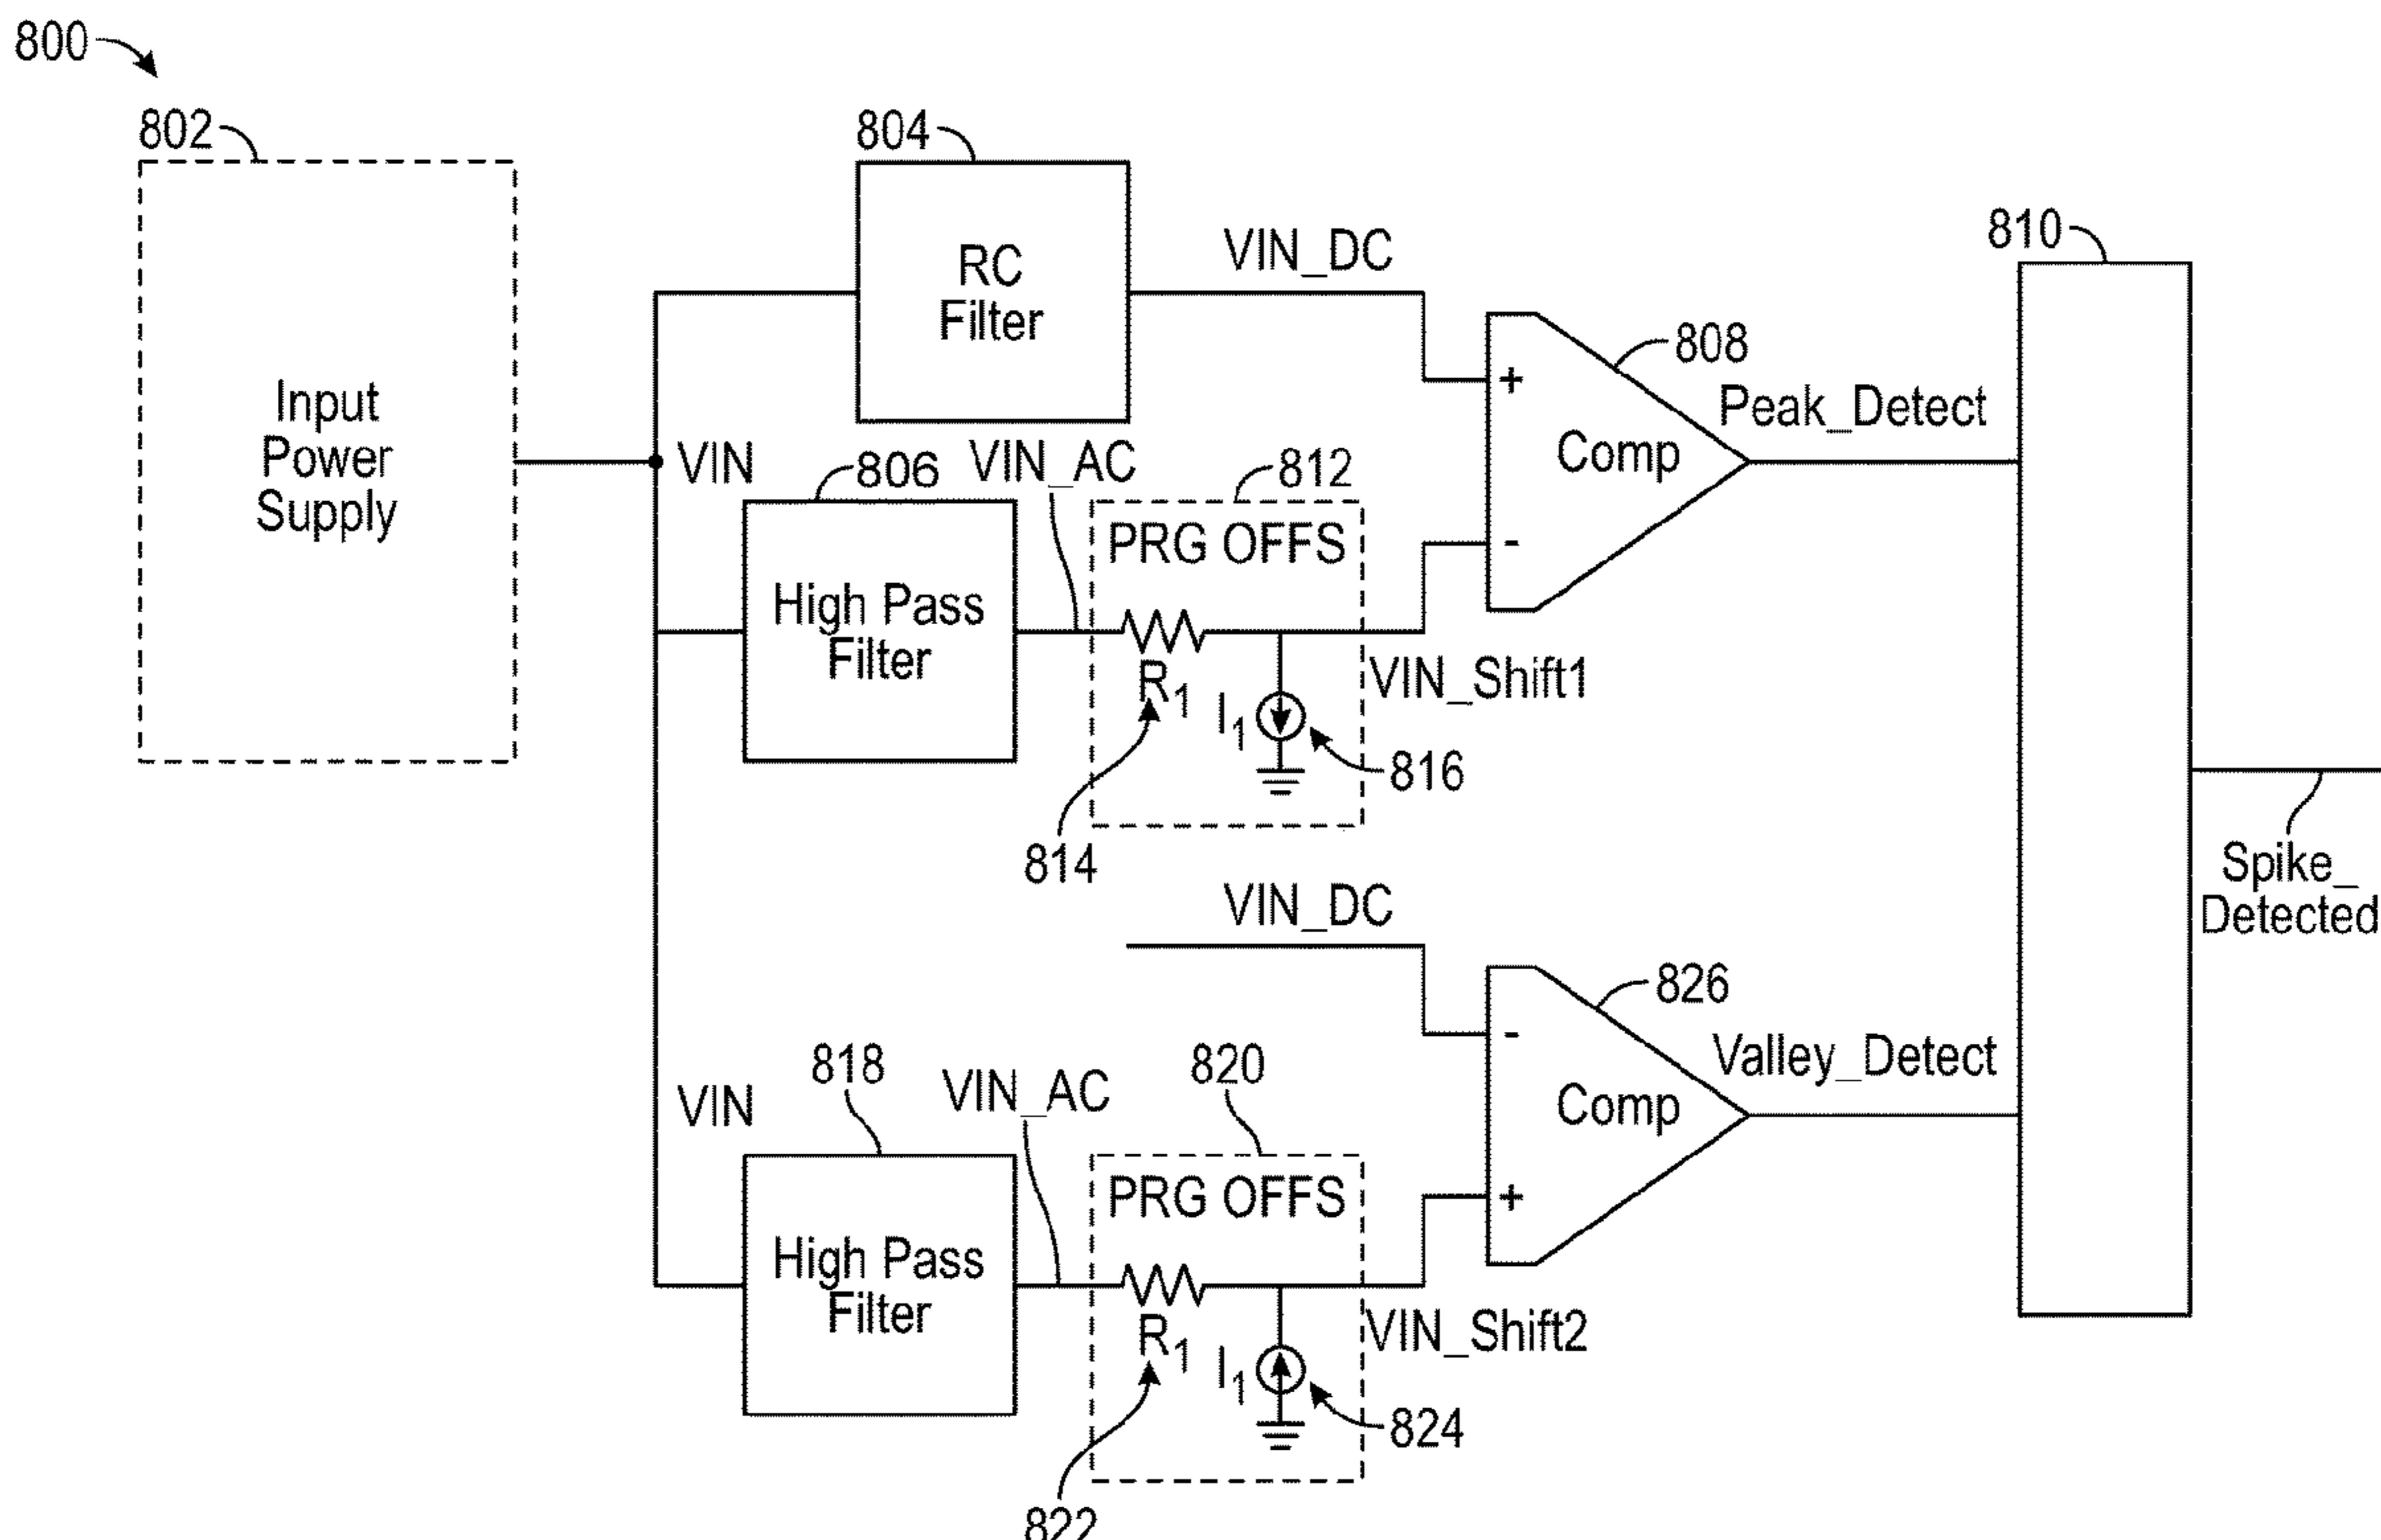 800
802
804
810
Input
Power
Supply
RC
Filter
VIN_DC
+
808
Comp
Peak_Detect
-
VIN
806
VIN_AC
812
PRG OFFS
High Pass
Filter
R1
I1
VIN_Shift1
816
814
VIN_DC
Spike_
Detected
826
-
Comp
Valley_Detect
+
VIN
818
VIN_AC
820
PRG OFFS
High Pass
Filter
R1
I1
VIN_Shift2
824
822